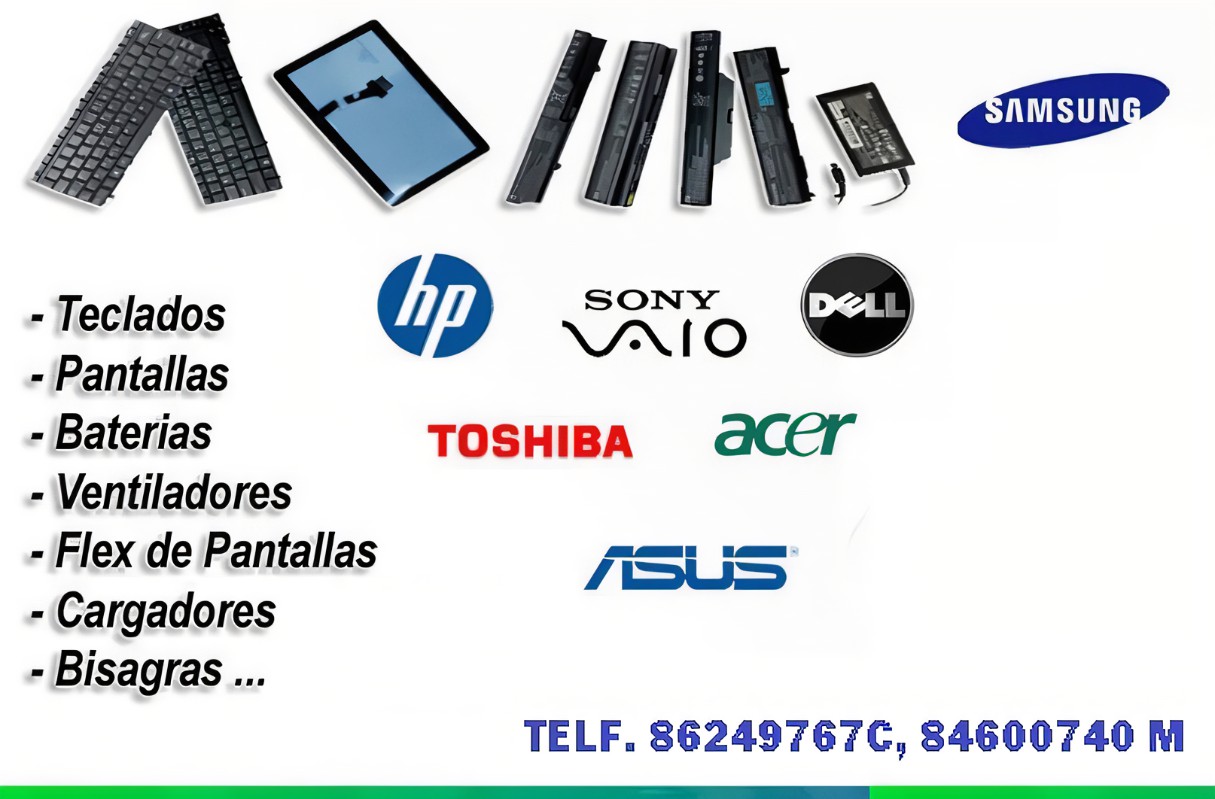 SAMSUNG
hp
SONY
VAIO
DELL
- Teclados
- Pantallas
- Baterias
- Ventiladores
- Flex de Pantallas
- Cargadores
- Bisagras ...
TOSHIBA
acer
ASUS
TELF. 86249767C, 84600740 M